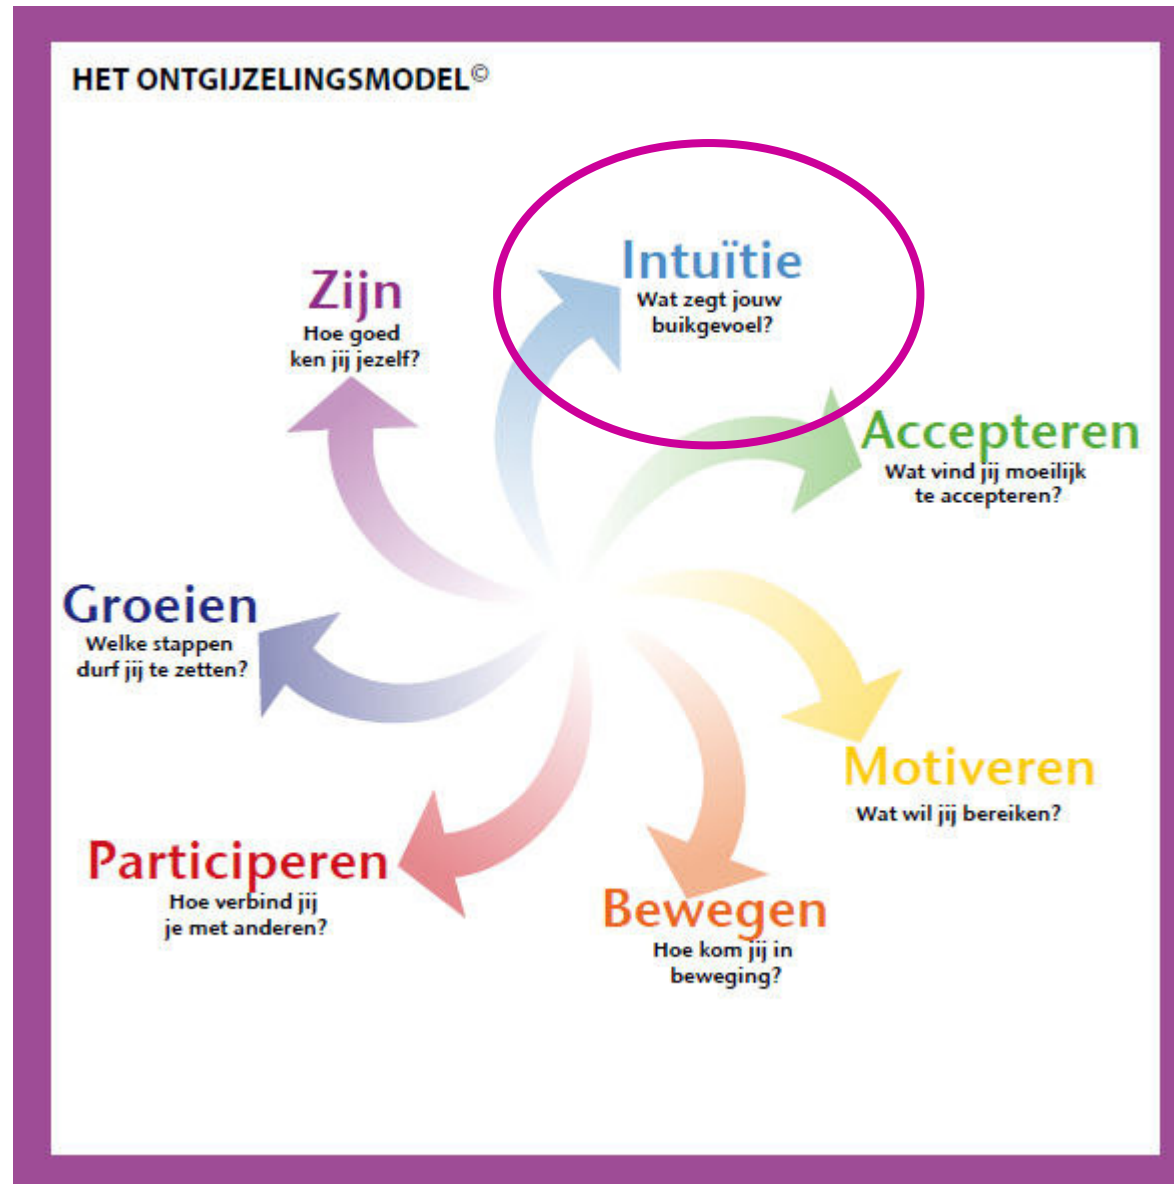 HET ONTGIJZELINGSMODEL©
Intuïtie
Wat zegt jouw
buikgevoel?
Accepteren
Wat vind jij moeilijk
te accepteren?
Motiveren
Wat wil jij bereiken?
Bewegen
Hoe kom jij in
beweging?
Participeren
Hoe verbind jij
je met anderen?
Groeien
Welke stappen
durf jij te zetten?
Zijn
Hoe goed
ken jij jezelf?